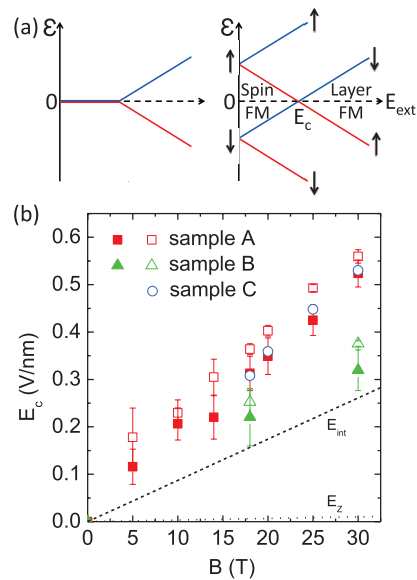 (a)
ε
0
ε
0
Spin
FM
Layer
FM
E_c
E_ext
(b)
sample A
sample B
sample C
E_c (V/nm)
0.6
0.5
0.4
0.3
0.2
0.1
0.0
E_int
E_Z
0 5 10 15 20 25 30
B (T)